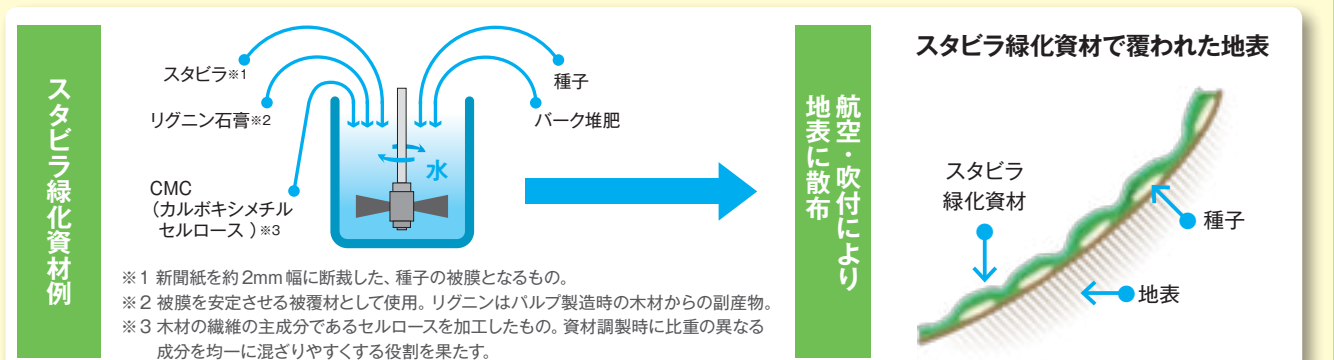 スタビラ緑化資材例
スタビラ※1
リグニン石膏※2
CMC
(カルボキシメチル
セルロース)※3
種子
バーク堆肥
水
※1 新聞紙を約2mm幅に断裁した、種子の被膜となるもの。
※2 被膜を安定させる被覆材として使用。リグニンはパルプ製造時の木材からの副産物。
※3 木材の繊維の主成分であるセルロースを加工したもの。資材調製時に比重の異なる
成分を均一に混ざりやすくする役割を果たす。
航空・吹付により
地表に散布
スタビラ緑化資材で覆われた地表
スタビラ
緑化資材
種子
地表